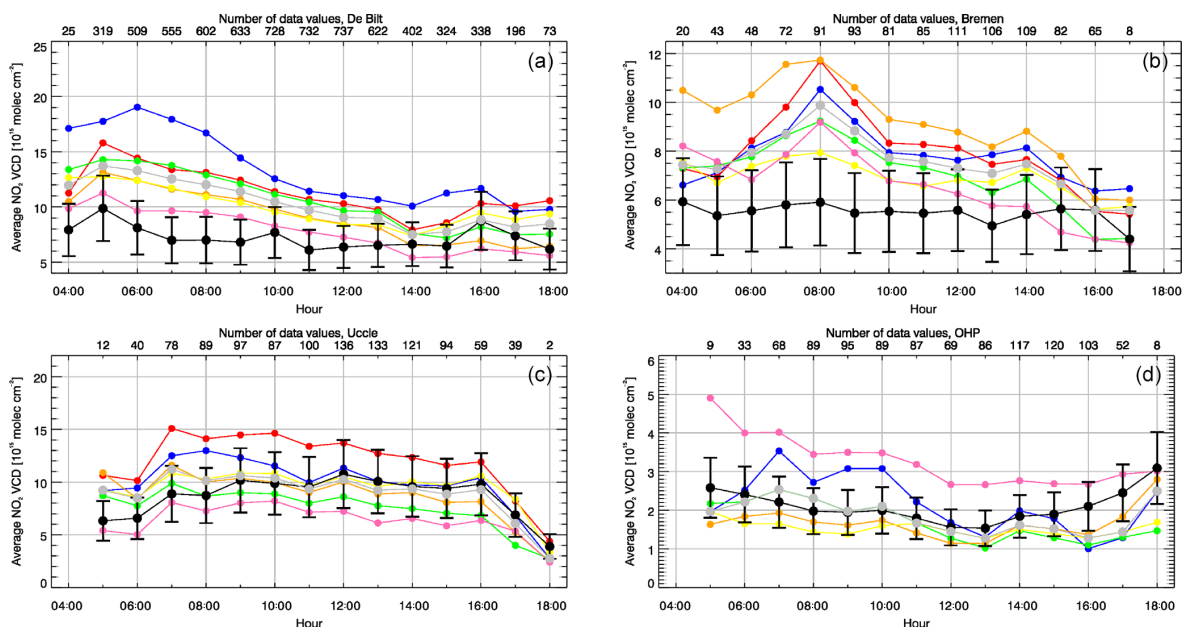 Number of data values, De Bilt
25 319 509 555 602 633 728 732 737 622 402 324 338 196 73
(a)
25
20
15
10
5
Average NO₂ VCD [10¹⁵ molec cm⁻²]
04:00 06:00 08:00 10:00 12:00 14:00 16:00 18:00
Hour
Number of data values, Bremen
20 43 48 72 91 93 81 85 111 106 109 82 65 8
(b)
12
10
8
6
4
Average NO₂ VCD [10¹⁵ molec cm⁻²]
04:00 06:00 08:00 10:00 12:00 14:00 16:00 18:00
Hour
Number of data values, Uccle
12 40 78 89 97 87 100 136 133 121 94 59 39 2
(c)
20
15
10
5
0
Average NO₂ VCD [10¹⁵ molec cm⁻²]
04:00 06:00 08:00 10:00 12:00 14:00 16:00 18:00
Hour
Number of data values, OHP
9 33 68 89 95 89 87 69 86 117 120 103 52 8
(d)
6
5
4
3
2
1
0
Average NO₂ VCD [10¹⁵ molec cm⁻²]
04:00 06:00 08:00 10:00 12:00 14:00 16:00 18:00
Hour